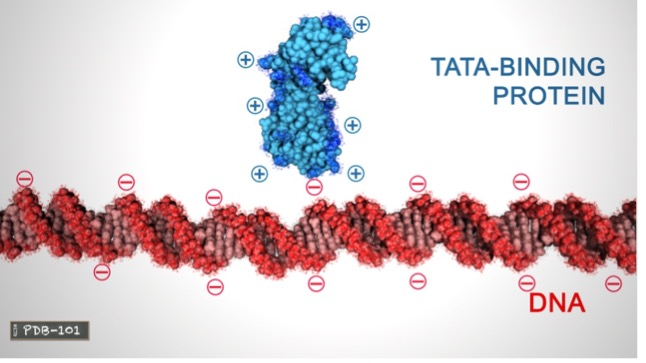 TATA-BINDING
PROTEIN
DNA
PDB-101